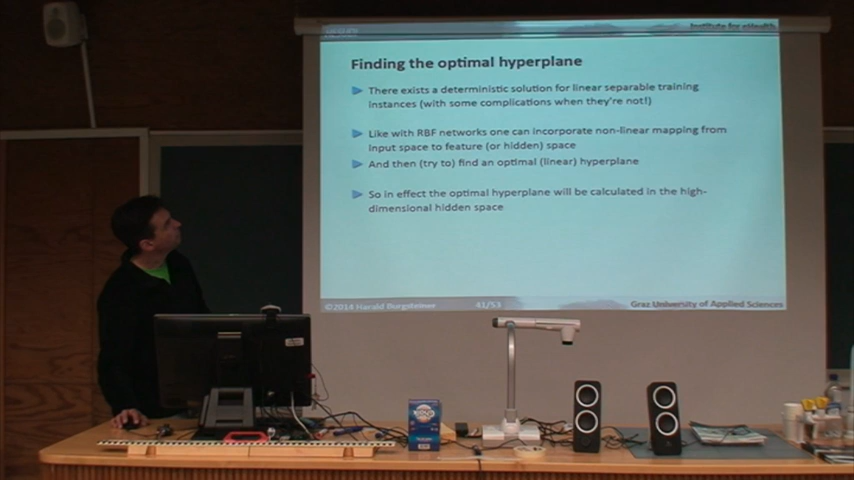 Institute for eHealth
Finding the optimal hyperplane
There exists a deterministic solution for linear separable training
instances (with some complications when they're not!)
Like with RBF networks one can incorporate non-linear mapping from
input space to feature (or hidden) space
And then (try to) find an optimal (linear) hyperplane
So in effect the optimal hyperplane will be calculated in the high-
dimensional hidden space
©2014 Harald Burgsteiner 41/53 Graz University of Applied Sciences